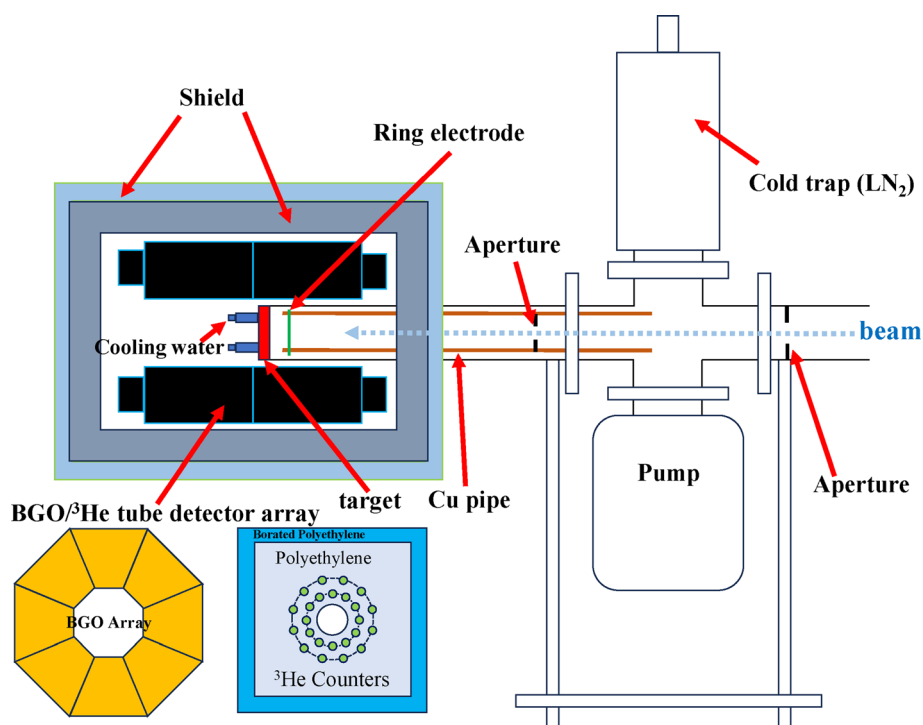 Shield
Ring electrode
Cold trap (LN₂)
Aperture
beam
Cooling water
Pump
target
Cu pipe
Aperture
BGO/³He tube detector array
Borated Polyethylene
Polyethylene
BGO Array
³He Counters